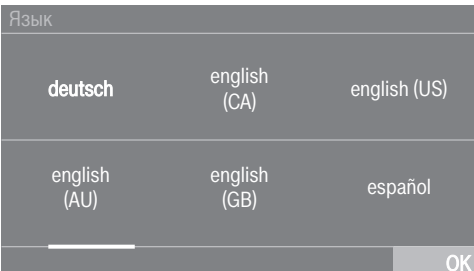 Язык
deutsch
english
(CA)
english (US)
english
(AU)
english
(GB)
español
OK